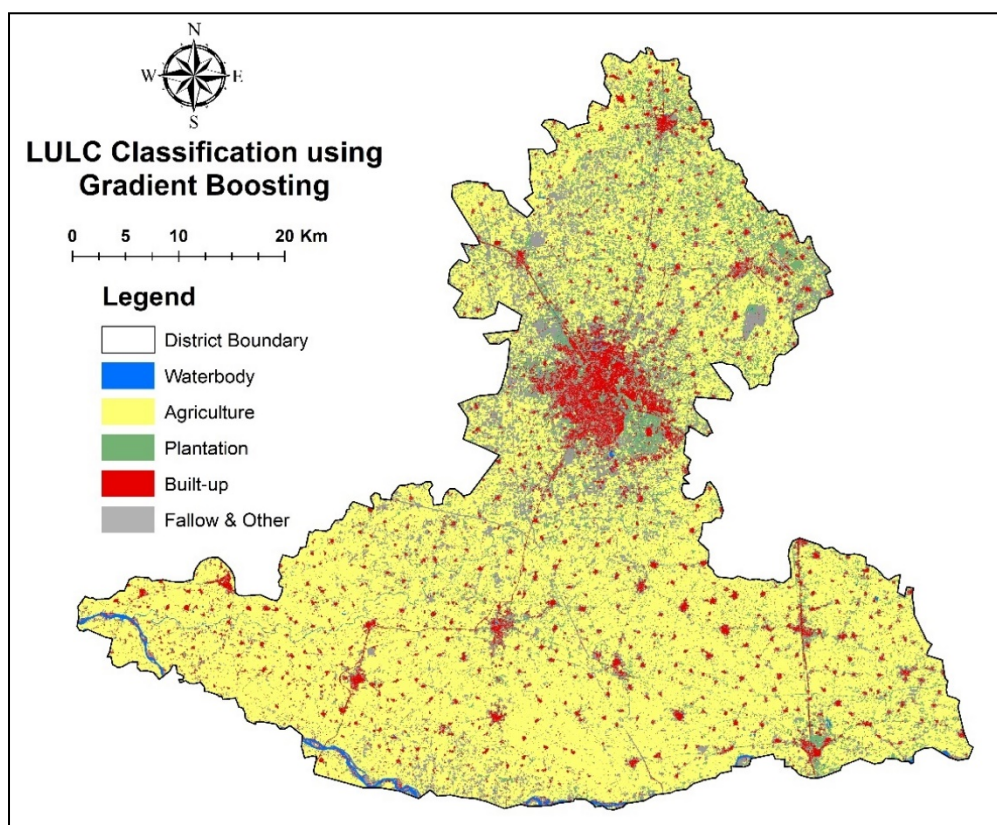 N
W E
S
LULC Classification using
Gradient Boosting
0 5 10 20 Km
Legend
District Boundary
Waterbody
Agriculture
Plantation
Built-up
Fallow & Other